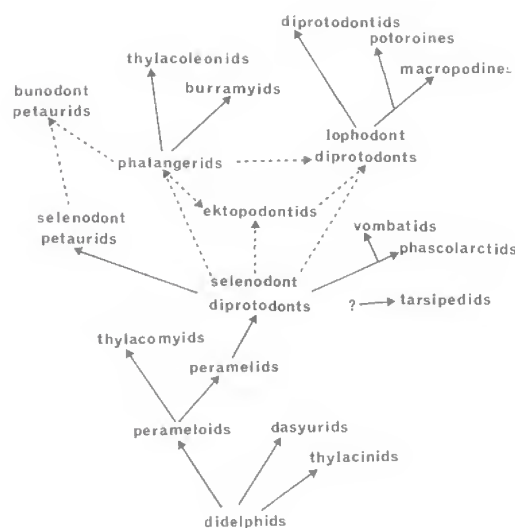 diprotodontids
potoroines
thylacoleonids
macropodines
burramyids
bunodont
petaurids
lophodont
diprotodonts
phalangerids
ektopodontids
selenodont
petaurids
vombatids
phascolarctids
selenodont
diprotodonts
? tarsipedids
thylacomyids
peramelids
perameloids
dasyurids
thylacinids
didelphids